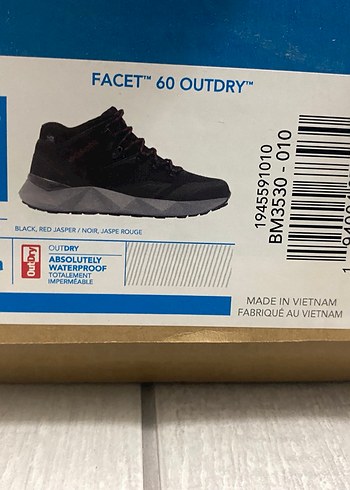 FACET™ 60 OUTDRY™
BLACK, RED JASPER / NOIR, JASPE ROUGE
OutDry
OUTDRY
ABSOLUTELY
WATERPROOF
TOTALEMENT
IMPERMÉABLE
1945591010
BM3530 - 010
MADE IN VIETNAM
FABRIQUÉ AU VIETNAM